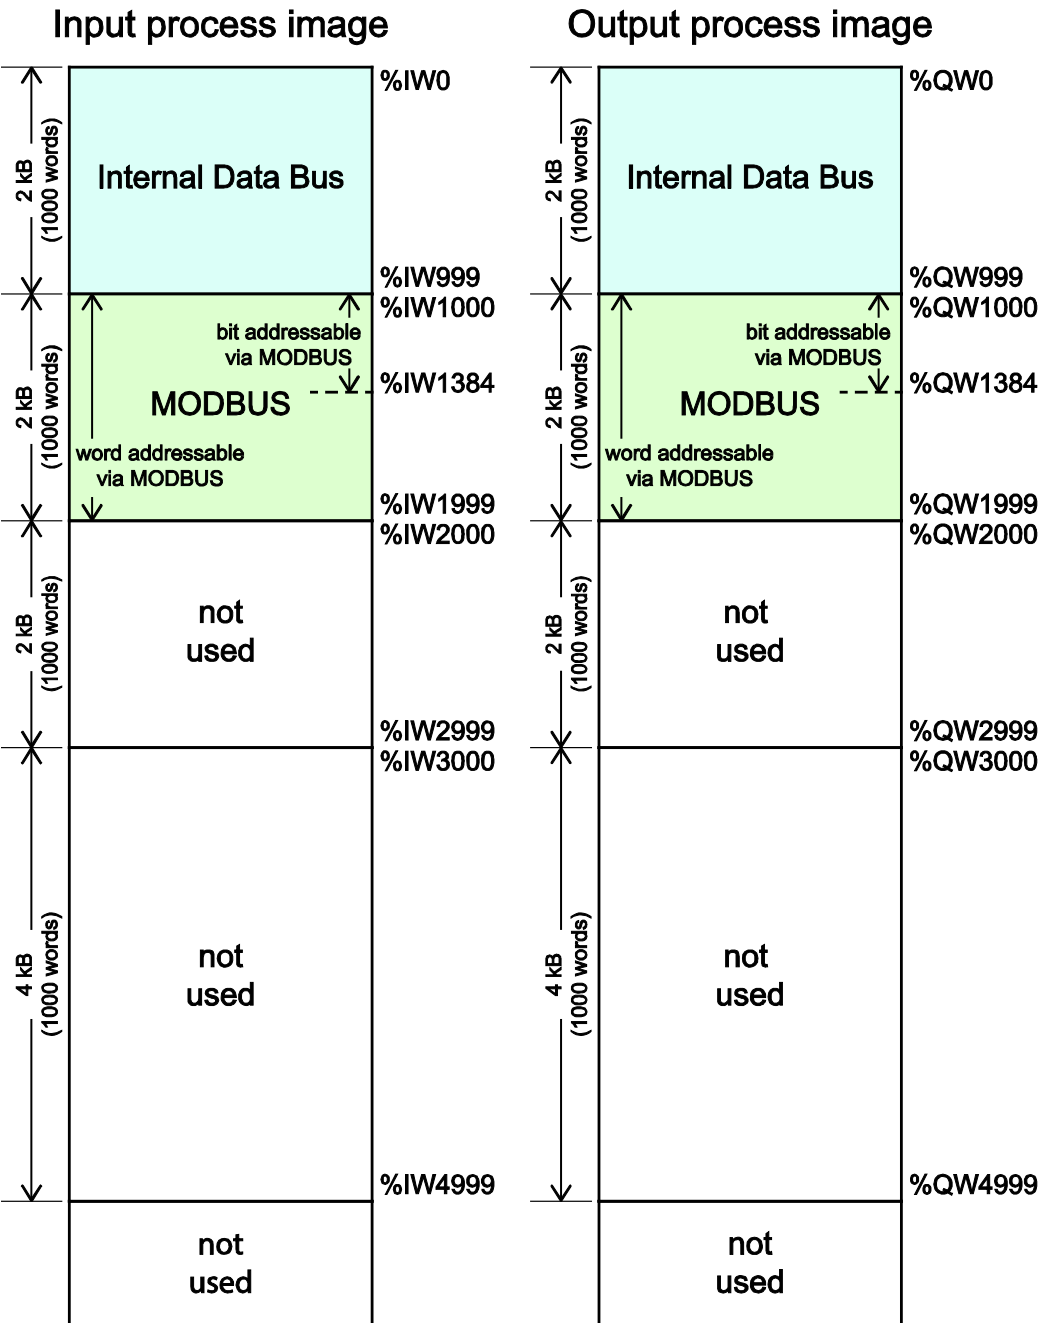 Input process image
%IW0
2 kB
(1000 words)
Internal Data Bus
%IW999
%IW1000
bit addressable
via MODBUS
%IW1384
2 kB
(1000 words)
MODBUS
word addressable
via MODBUS
%IW1999
%IW2000
2 kB
(1000 words)
not
used
%IW2999
%IW3000
4 kB
(1000 words)
not
used
%IW4999
not
used
Output process image
%QW0
2 kB
(1000 words)
Internal Data Bus
%QW999
%QW1000
bit addressable
via MODBUS
%QW1384
2 kB
(1000 words)
MODBUS
word addressable
via MODBUS
%QW1999
%QW2000
2 kB
(1000 words)
not
used
%QW2999
%QW3000
4 kB
(1000 words)
not
used
%QW4999
not
used